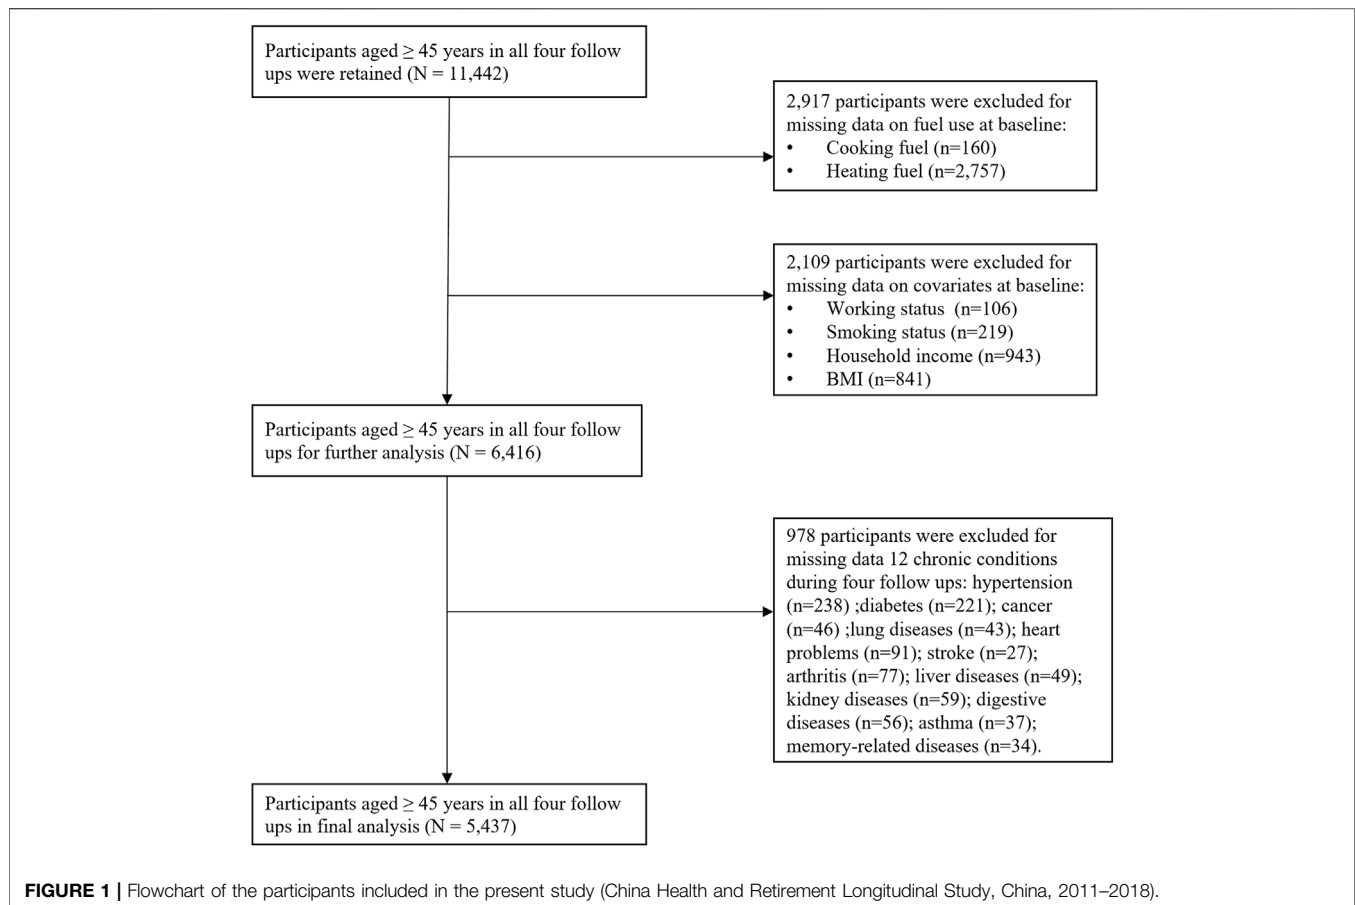 Participants aged ≥ 45 years in all four follow
ups were retained (N = 11,442)
2,917 participants were excluded for
missing data on fuel use at baseline:
• Cooking fuel (n=160)
• Heating fuel (n=2,757)
2,109 participants were excluded for
missing data on covariates at baseline:
• Working status (n=106)
• Smoking status (n=219)
• Household income (n=943)
• BMI (n=841)
Participants aged ≥ 45 years in all four follow
ups for further analysis (N = 6,416)
978 participants were excluded for
missing data 12 chronic conditions
during four follow ups: hypertension
(n=238) ;diabetes (n=221); cancer
(n=46) ;lung diseases (n=43); heart
problems (n=91); stroke (n=27);
arthritis (n=77); liver diseases (n=49);
kidney diseases (n=59); digestive
diseases (n=56); asthma (n=37);
memory-related diseases (n=34).
Participants aged ≥ 45 years in all four follow
ups in final analysis (N = 5,437)
FIGURE 1 | Flowchart of the participants included in the present study (China Health and Retirement Longitudinal Study, China, 2011–2018).